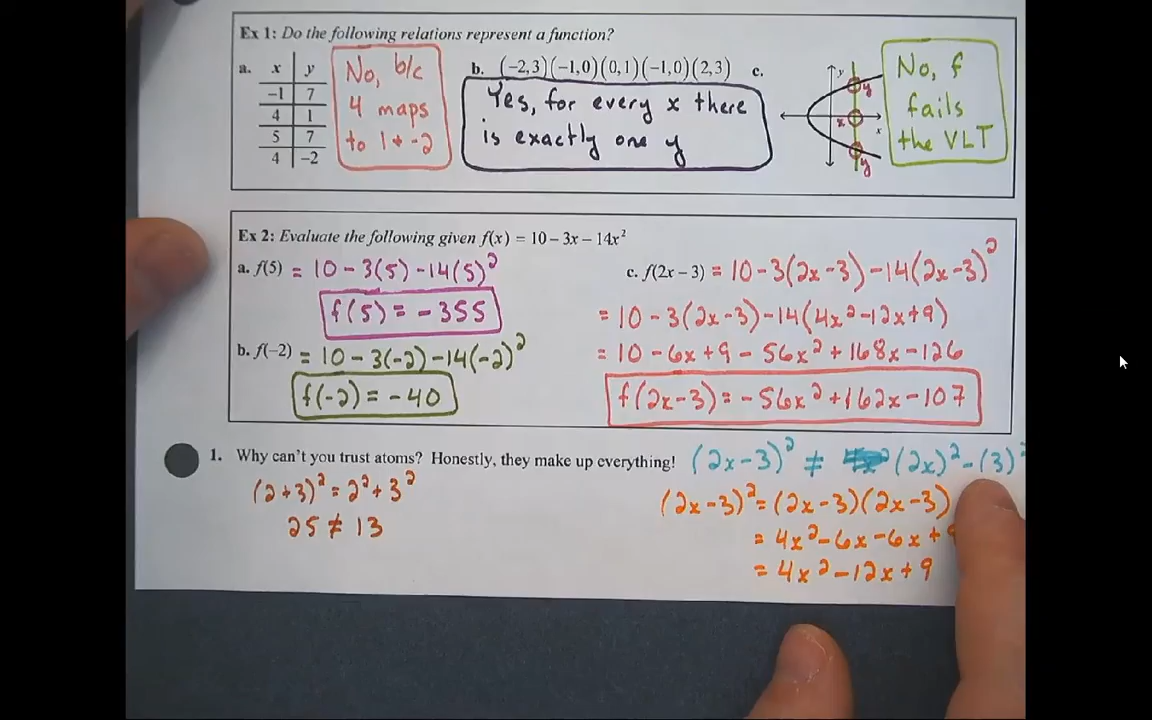 Ex 1: Do the following relations represent a function?
a. x y
-1 7
4 1
5 7
4 -2
No, b/c
4 maps
to 1 + -2
b. (-2,3)(-1,0)(0,1)(-1,0)(2,3)
Yes, for every x there
is exactly one y
c.
y
x
y
x
y
No, f
fails
the VLT
Ex 2: Evaluate the following given f(x) = 10 – 3x – 14x²
a. f(5) = 10 - 3(5) - 14(5)²
f(5) = -355
b. f(-2) = 10 - 3(-2) - 14(-2)²
f(-2) = -40
c. f(2x – 3) = 10 - 3(2x - 3) - 14(2x - 3)²
= 10 - 3(2x - 3) - 14(4x² - 12x + 9)
= 10 - 6x + 9 - 56x² + 168x - 126
f(2x-3) = -56x² + 162x - 107
1. Why can't you trust atoms? Honestly, they make up everything!
(2x-3)² ≠ (2x)² - (3)²
(2+3)² = 2² + 3²
25 ≠ 13
(2x-3)² = (2x-3)(2x-3)
= 4x² - 6x - 6x +
= 4x² - 12x + 9